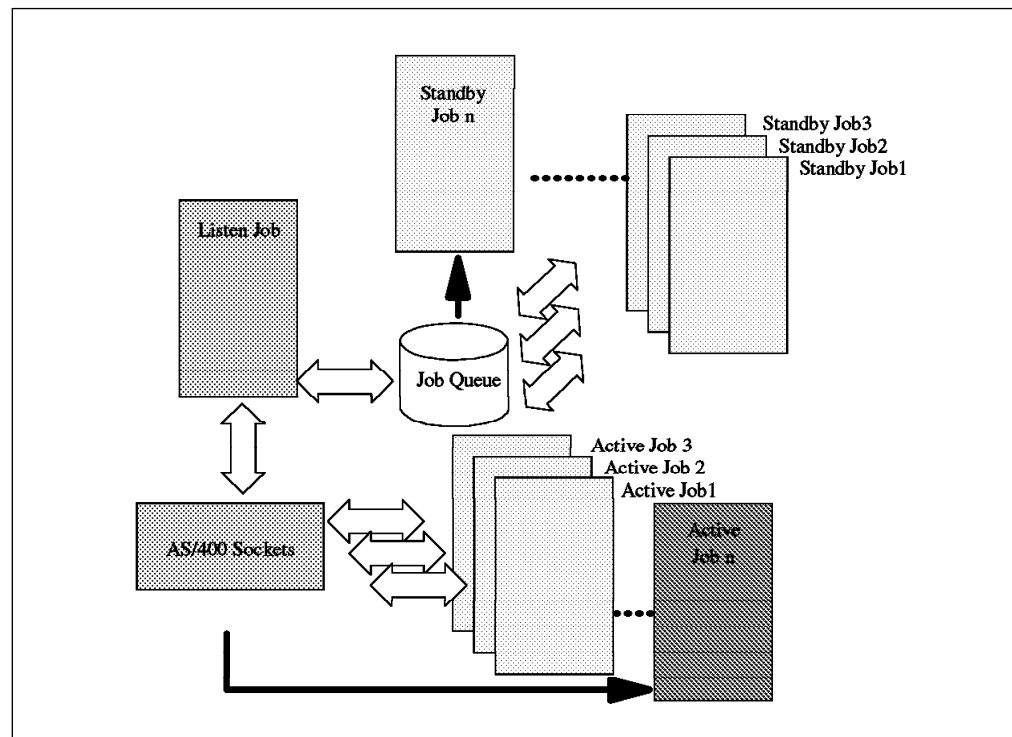 Standby
Job n
Standby Job3
Standby Job2
Standby Job1
Listen Job
Job Queue
Active Job 3
Active Job 2
Active Job1
AS/400 Sockets
Active
Job n